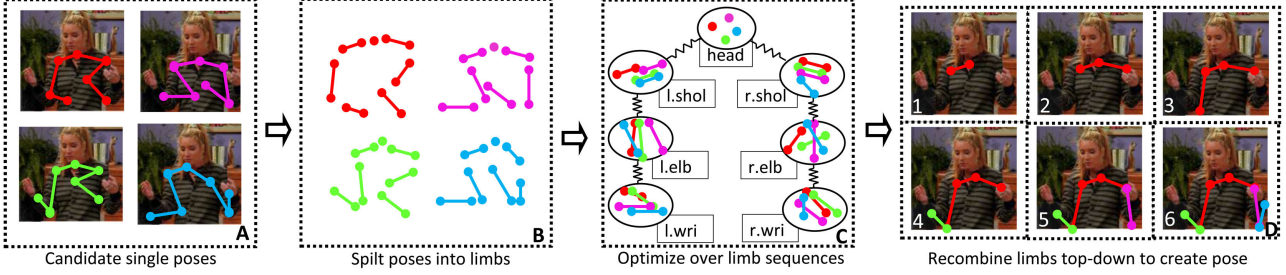 head
l.shol
r.shol
l.elb
r.elb
l.wri
r.wri
1
2
3
4
5
6
A
B
C
D
Candidate single poses
Spilt poses into limbs
Optimize over limb sequences
Recombine limbs top-down to create pose